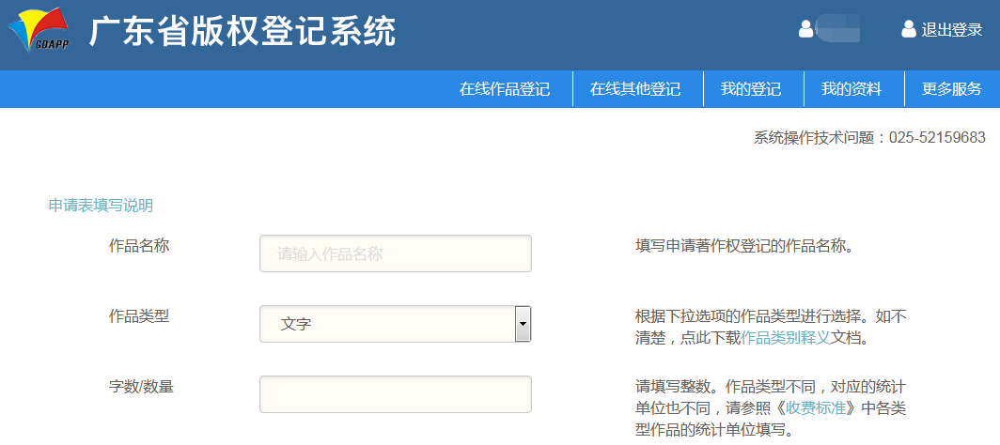 GDAPP
广东省版权登记系统
退出登录
在线作品登记 在线其他登记 我的登记 我的资料 更多服务
系统操作技术问题：025-52159683
申请表填写说明
作品名称
请输入作品名称
填写申请著作权登记的作品名称。
作品类型
文字
根据下拉选项的作品类型进行选择。如不
清楚，点此下载作品类别释义文档。
字数/数量
请填写整数。作品类型不同，对应的统计
单位也不同，请参照《收费标准》中各类
型作品的统计单位填写。